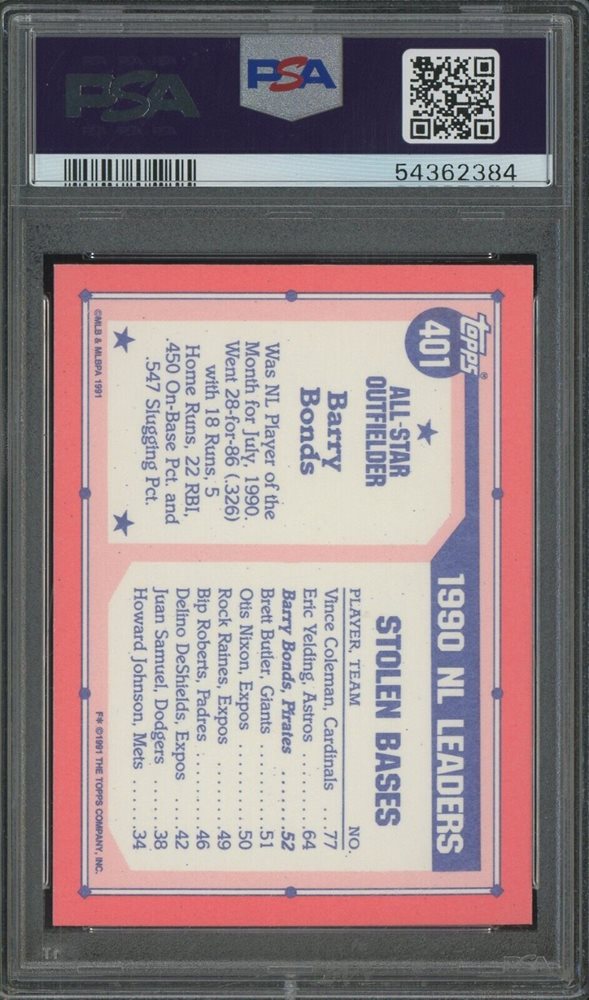 PSA
PSA
54362384
topps®
401
ALL-STAR
OUTFIELDER
Barry
Bonds
Was NL Player of the
Month for July, 1990.
Went 28-for-86 (.326)
with 18 Runs, 5
Home Runs, 22 RBI,
.450 On-Base Pct. and
.547 Slugging Pct.
©MLB & MLBPA 1991
1990 NL LEADERS
STOLEN BASES
PLAYER, TEAM NO.
Vince Coleman, Cardinals ...77
Eric Yelding, Astros ........64
Barry Bonds, Pirates .......52
Brett Butler, Giants .........51
Otis Nixon, Expos ..........50
Rock Raines, Expos ........49
Bip Roberts, Padres ........46
Delino DeShields, Expos ....42
Juan Samuel, Dodgers ......38
Howard Johnson, Mets .....34
F* ©1991 THE TOPPS COMPANY, INC.
PSA